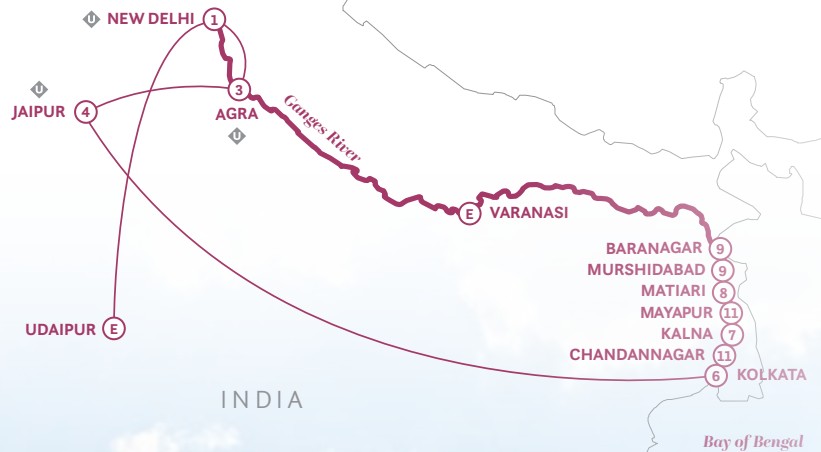 U NEW DELHI 1
U
JAIPUR 4
3
AGRA
U
Ganges River
E VARANASI
BARANAGAR 9
MURSHIDABAD 9
MATIARI 8
MAYAPUR 11
UDAIPUR E
KALNA 7
CHANDANNAGAR 11
6 KOLKATA
INDIA
Bay of Bengal